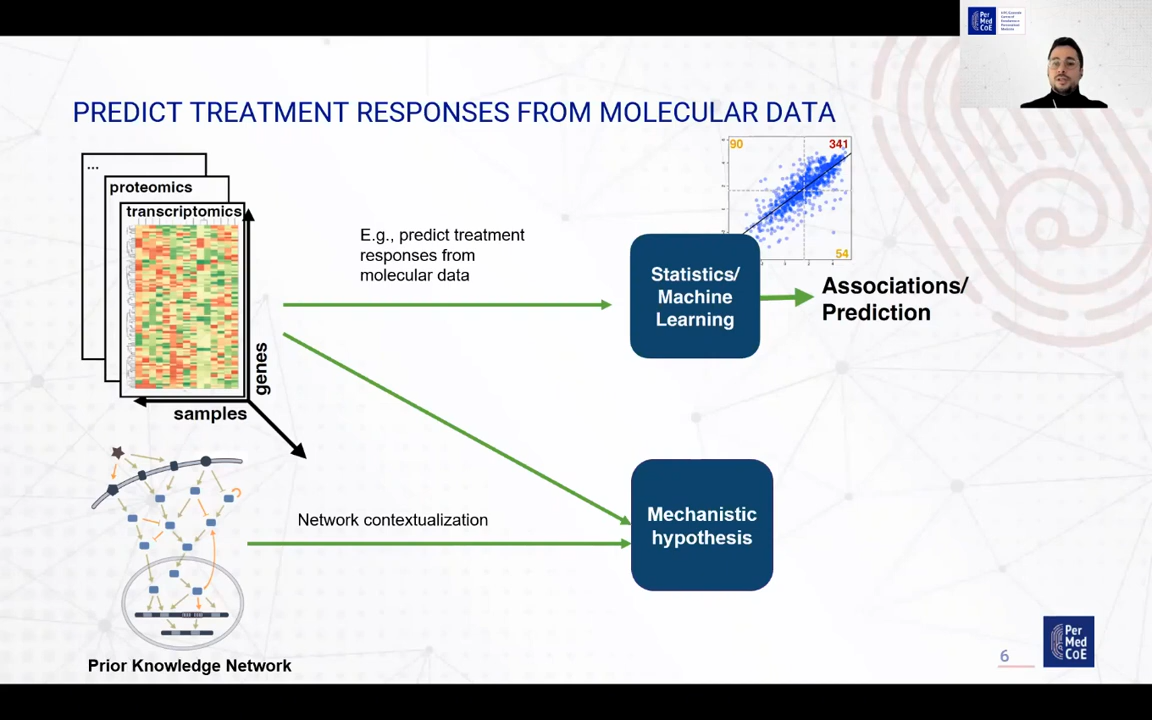 Per
Med
CoE
PREDICT TREATMENT RESPONSES FROM MOLECULAR DATA
...
proteomics
transcriptomics
genes
samples
E.g., predict treatment
responses from
molecular data
90
341
54
Statistics/
Machine
Learning
Associations/
Prediction
Network contextualization
Mechanistic
hypothesis
Prior Knowledge Network
6
Per
Med
CoE